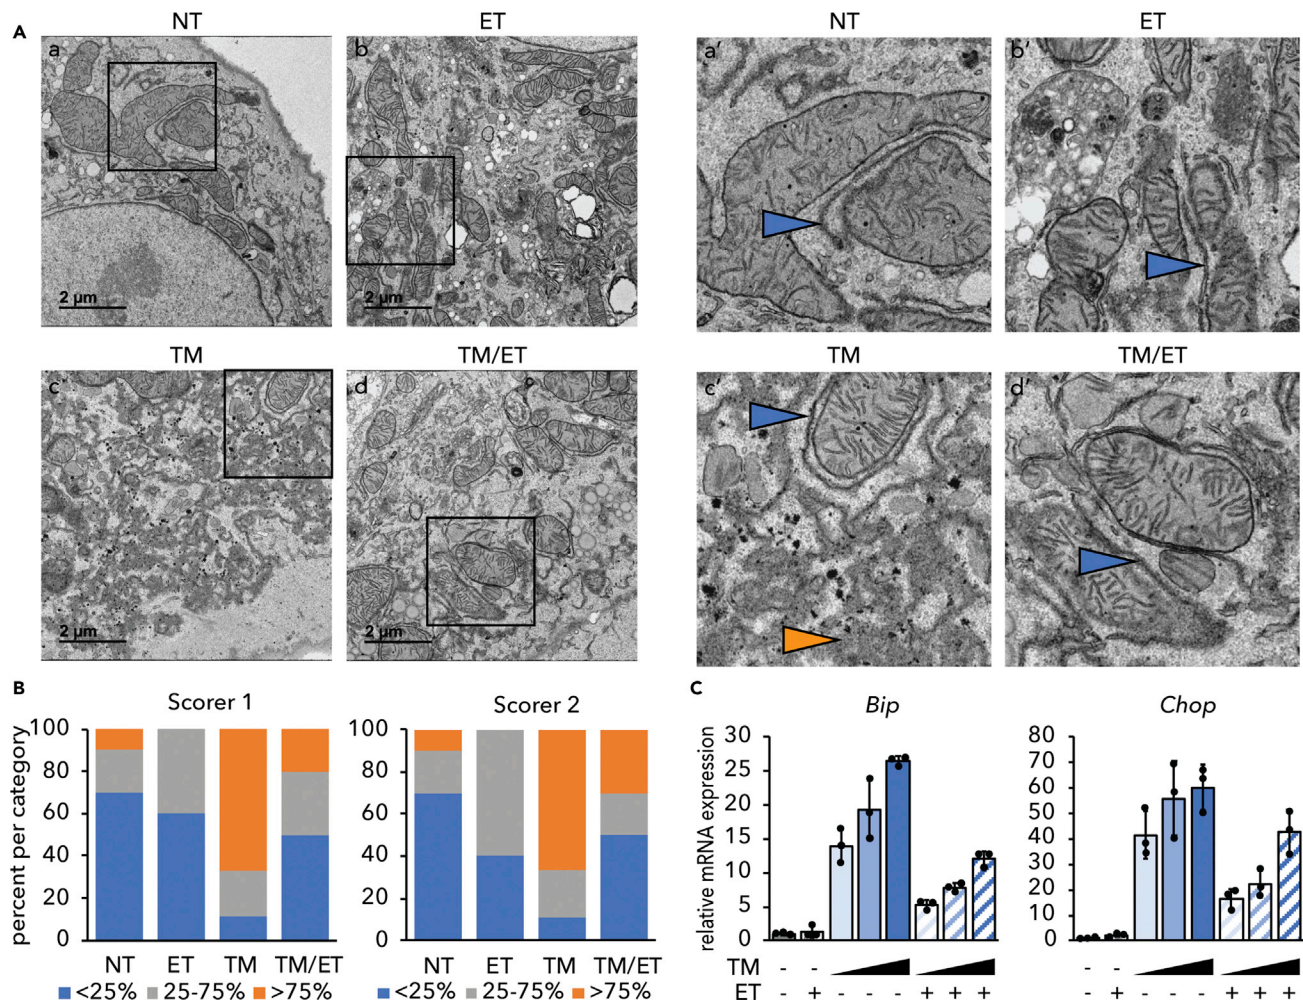 A
NT
ET
NT
ET
a
b
a′
b′
2 μm
2 μm
TM
TM/ET
TM
TM/ET
c
d
c′
d′
2 μm
2 μm
B
C
Scorer 1
Scorer 2
Bip
Chop
percent per category
100
80
60
40
20
0
NT
ET
TM
TM/ET
<25%
25-75%
>75%
100
80
60
40
20
0
NT
ET
TM
TM/ET
<25%
25-75%
>75%
relative mRNA expression
30
25
20
15
10
5
0
80
70
60
50
40
30
20
10
0
TM - - - -
ET - + - - - + + + - + - - - + + +